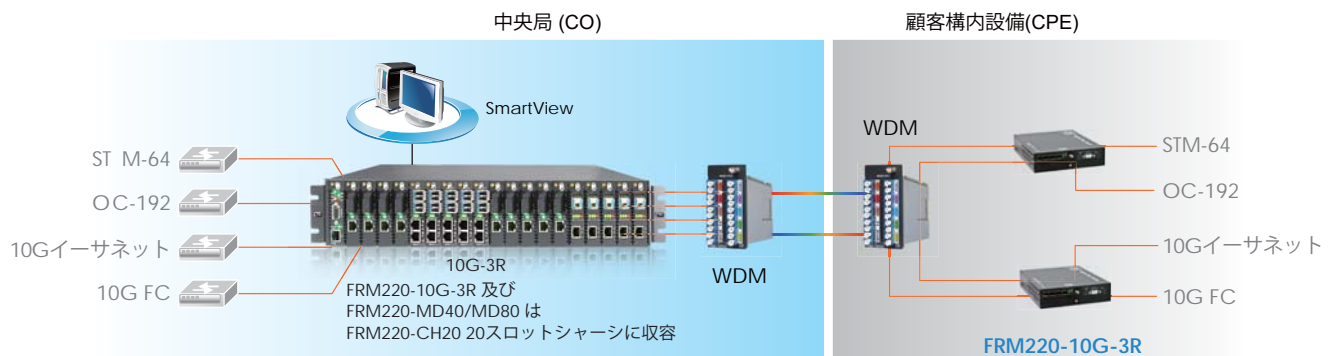 中央局 (CO)
顧客構内設備(CPE)
SmartView
WDM
ST M-64
STM-64
OC-192
OC-192
10Gイーサネット
10Gイーサネット
10G-3R
WDM
10G FC
FRM220-10G-3R 及び
FRM220-MD40/MD80 は
FRM220-CH20 20スロットシャーシに収容
10G FC
FRM220-10G-3R